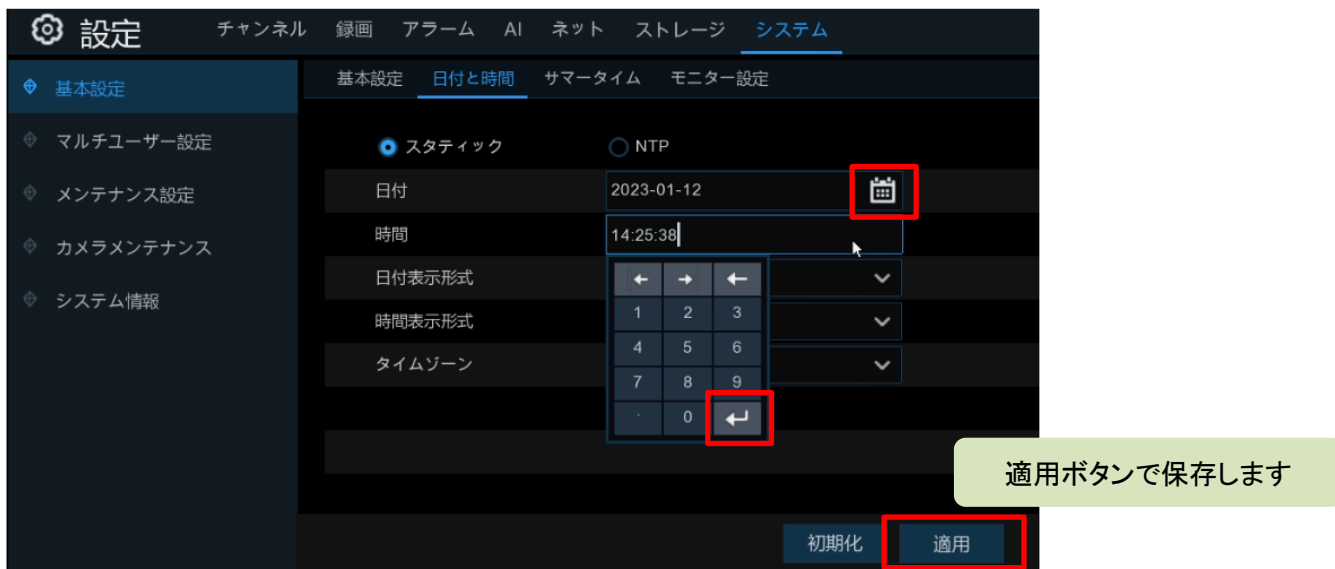 設定 チャンネル 録画 アラーム AI ネット ストレージ システム
基本設定 日付と時間 サマータイム モニター設定
基本設定
マルチユーザー設定
メンテナンス設定
カメラメンテナンス
システム情報
スタティック NTP
日付 2023-01-12
時間 14:25:38
日付表示形式
時間表示形式
タイムゾーン
1 2 3
4 5 6
7 8 9
. 0
適用ボタンで保存します
初期化 適用